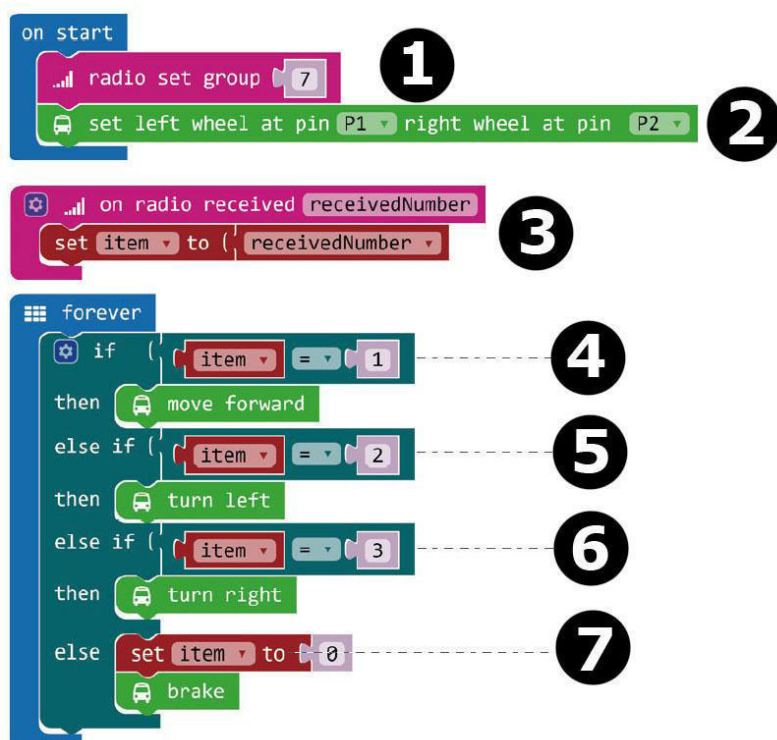 on start
radio set group 7
1
set left wheel at pin P1 right wheel at pin P2
2
on radio received receivedNumber
set item to ( receivedNumber
3
forever
if ( item = 1
4
then move forward
else if ( item = 2
5
then turn left
else if ( item = 3
6
then turn right
else set item to 0
7
brake